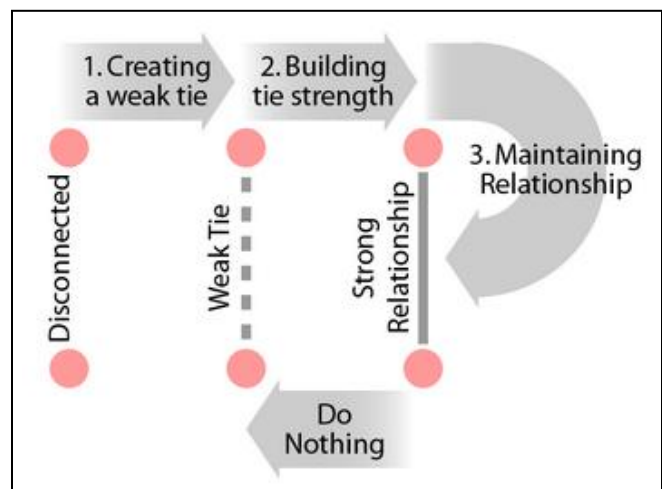 1. Creating
a weak tie
2. Building
tie strength
3. Maintaining
Relationship
Disconnected
Weak Tie
Strong
Relationship
Do
Nothing